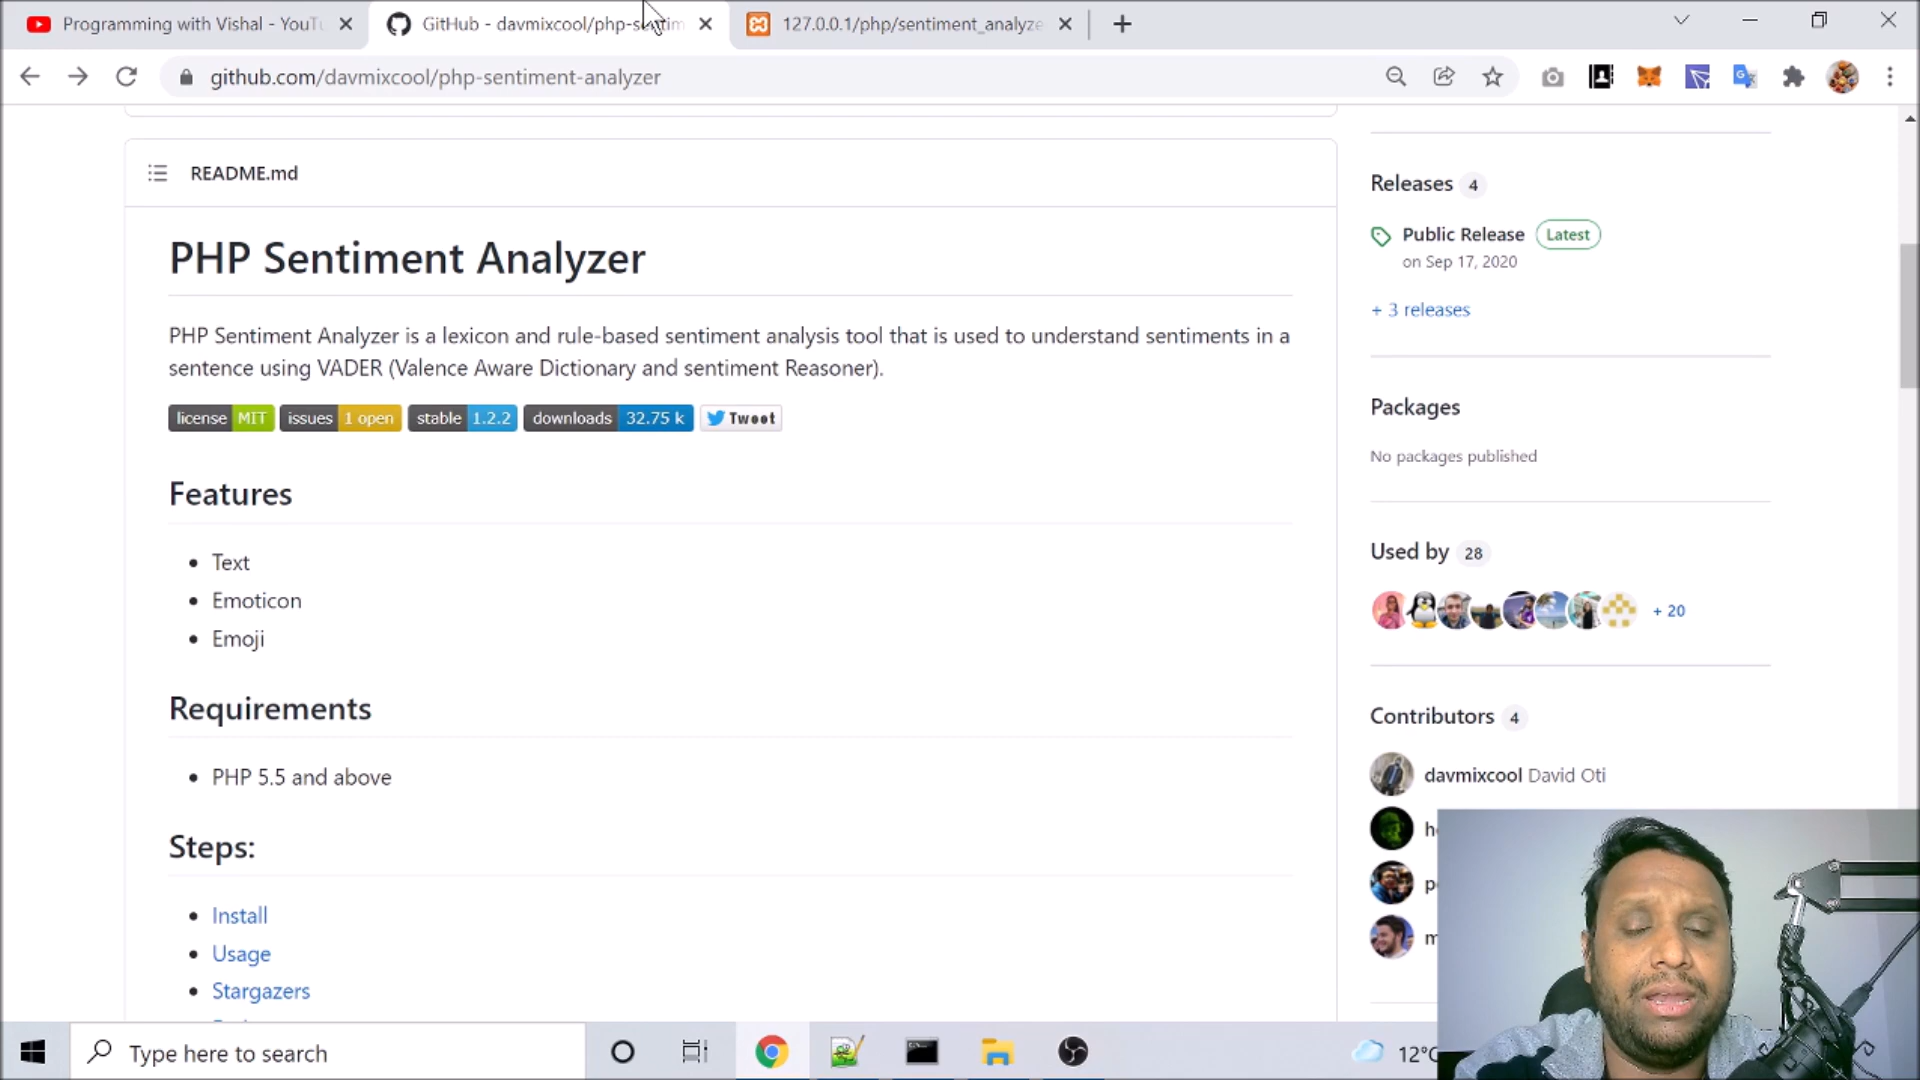 Programming with Vishal - YouTu
GitHub - davmixcool/php-sentim
127.0.0.1/php/sentiment_analyze
github.com/davmixcool/php-sentiment-analyzer
README.md
PHP Sentiment Analyzer
PHP Sentiment Analyzer is a lexicon and rule-based sentiment analysis tool that is used to understand sentiments in a
sentence using VADER (Valence Aware Dictionary and sentiment Reasoner).
license MIT issues 1 open stable 1.2.2 downloads 32.75 k Tweet
Features
Text
Emoticon
Emoji
Requirements
PHP 5.5 and above
Steps:
Install
Usage
Stargazers
Releases 4
Public Release Latest
on Sep 17, 2020
+ 3 releases
Packages
No packages published
Used by 28
+ 20
Contributors 4
davmixcool David Oti
Type here to search
12°C